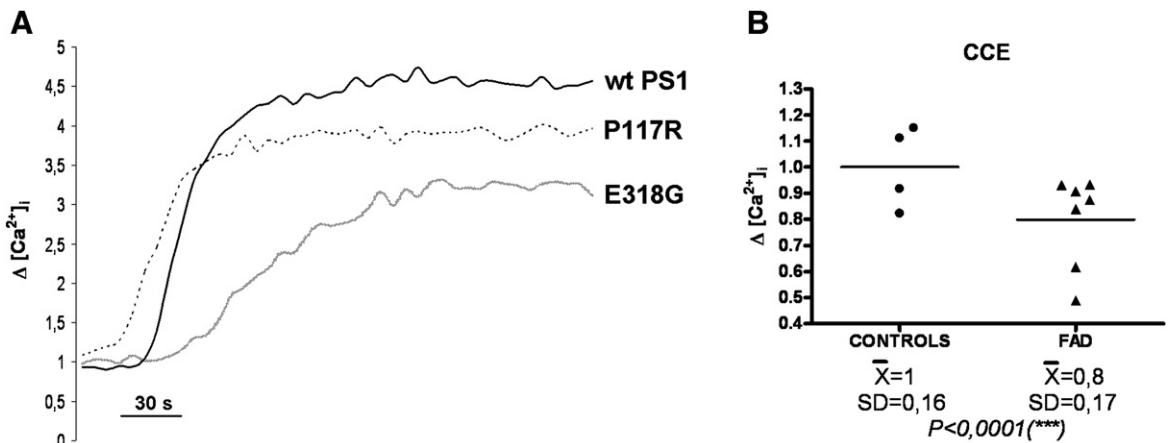 A
5
4,5
4
3,5
3
2,5
2
1,5
1
0,5
0
Δ [Ca²⁺]ᵢ
wt PS1
P117R
E318G
30 s
B
CCE
1.3
1.2
1.1
1.0
0.9
0.8
0.7
0.6
0.5
0.4
Δ [Ca²⁺]ᵢ
CONTROLS FAD
X̄=1 X̄=0,8
SD=0,16 SD=0,17
P<0,0001(***)